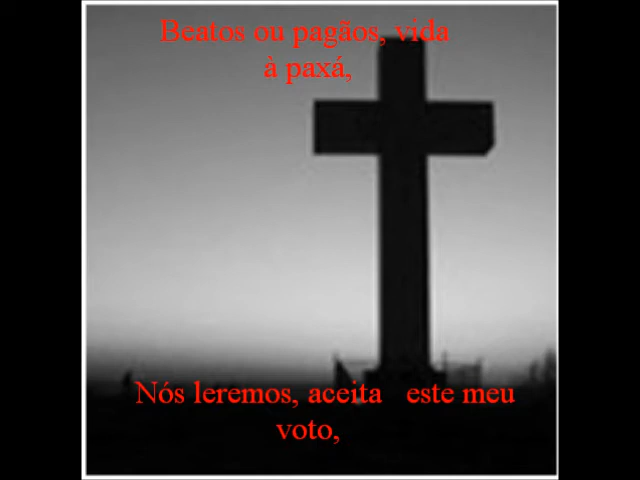 Beatos ou pagãos, vida
à paxá,
Nós leremos, aceita este meu
voto,